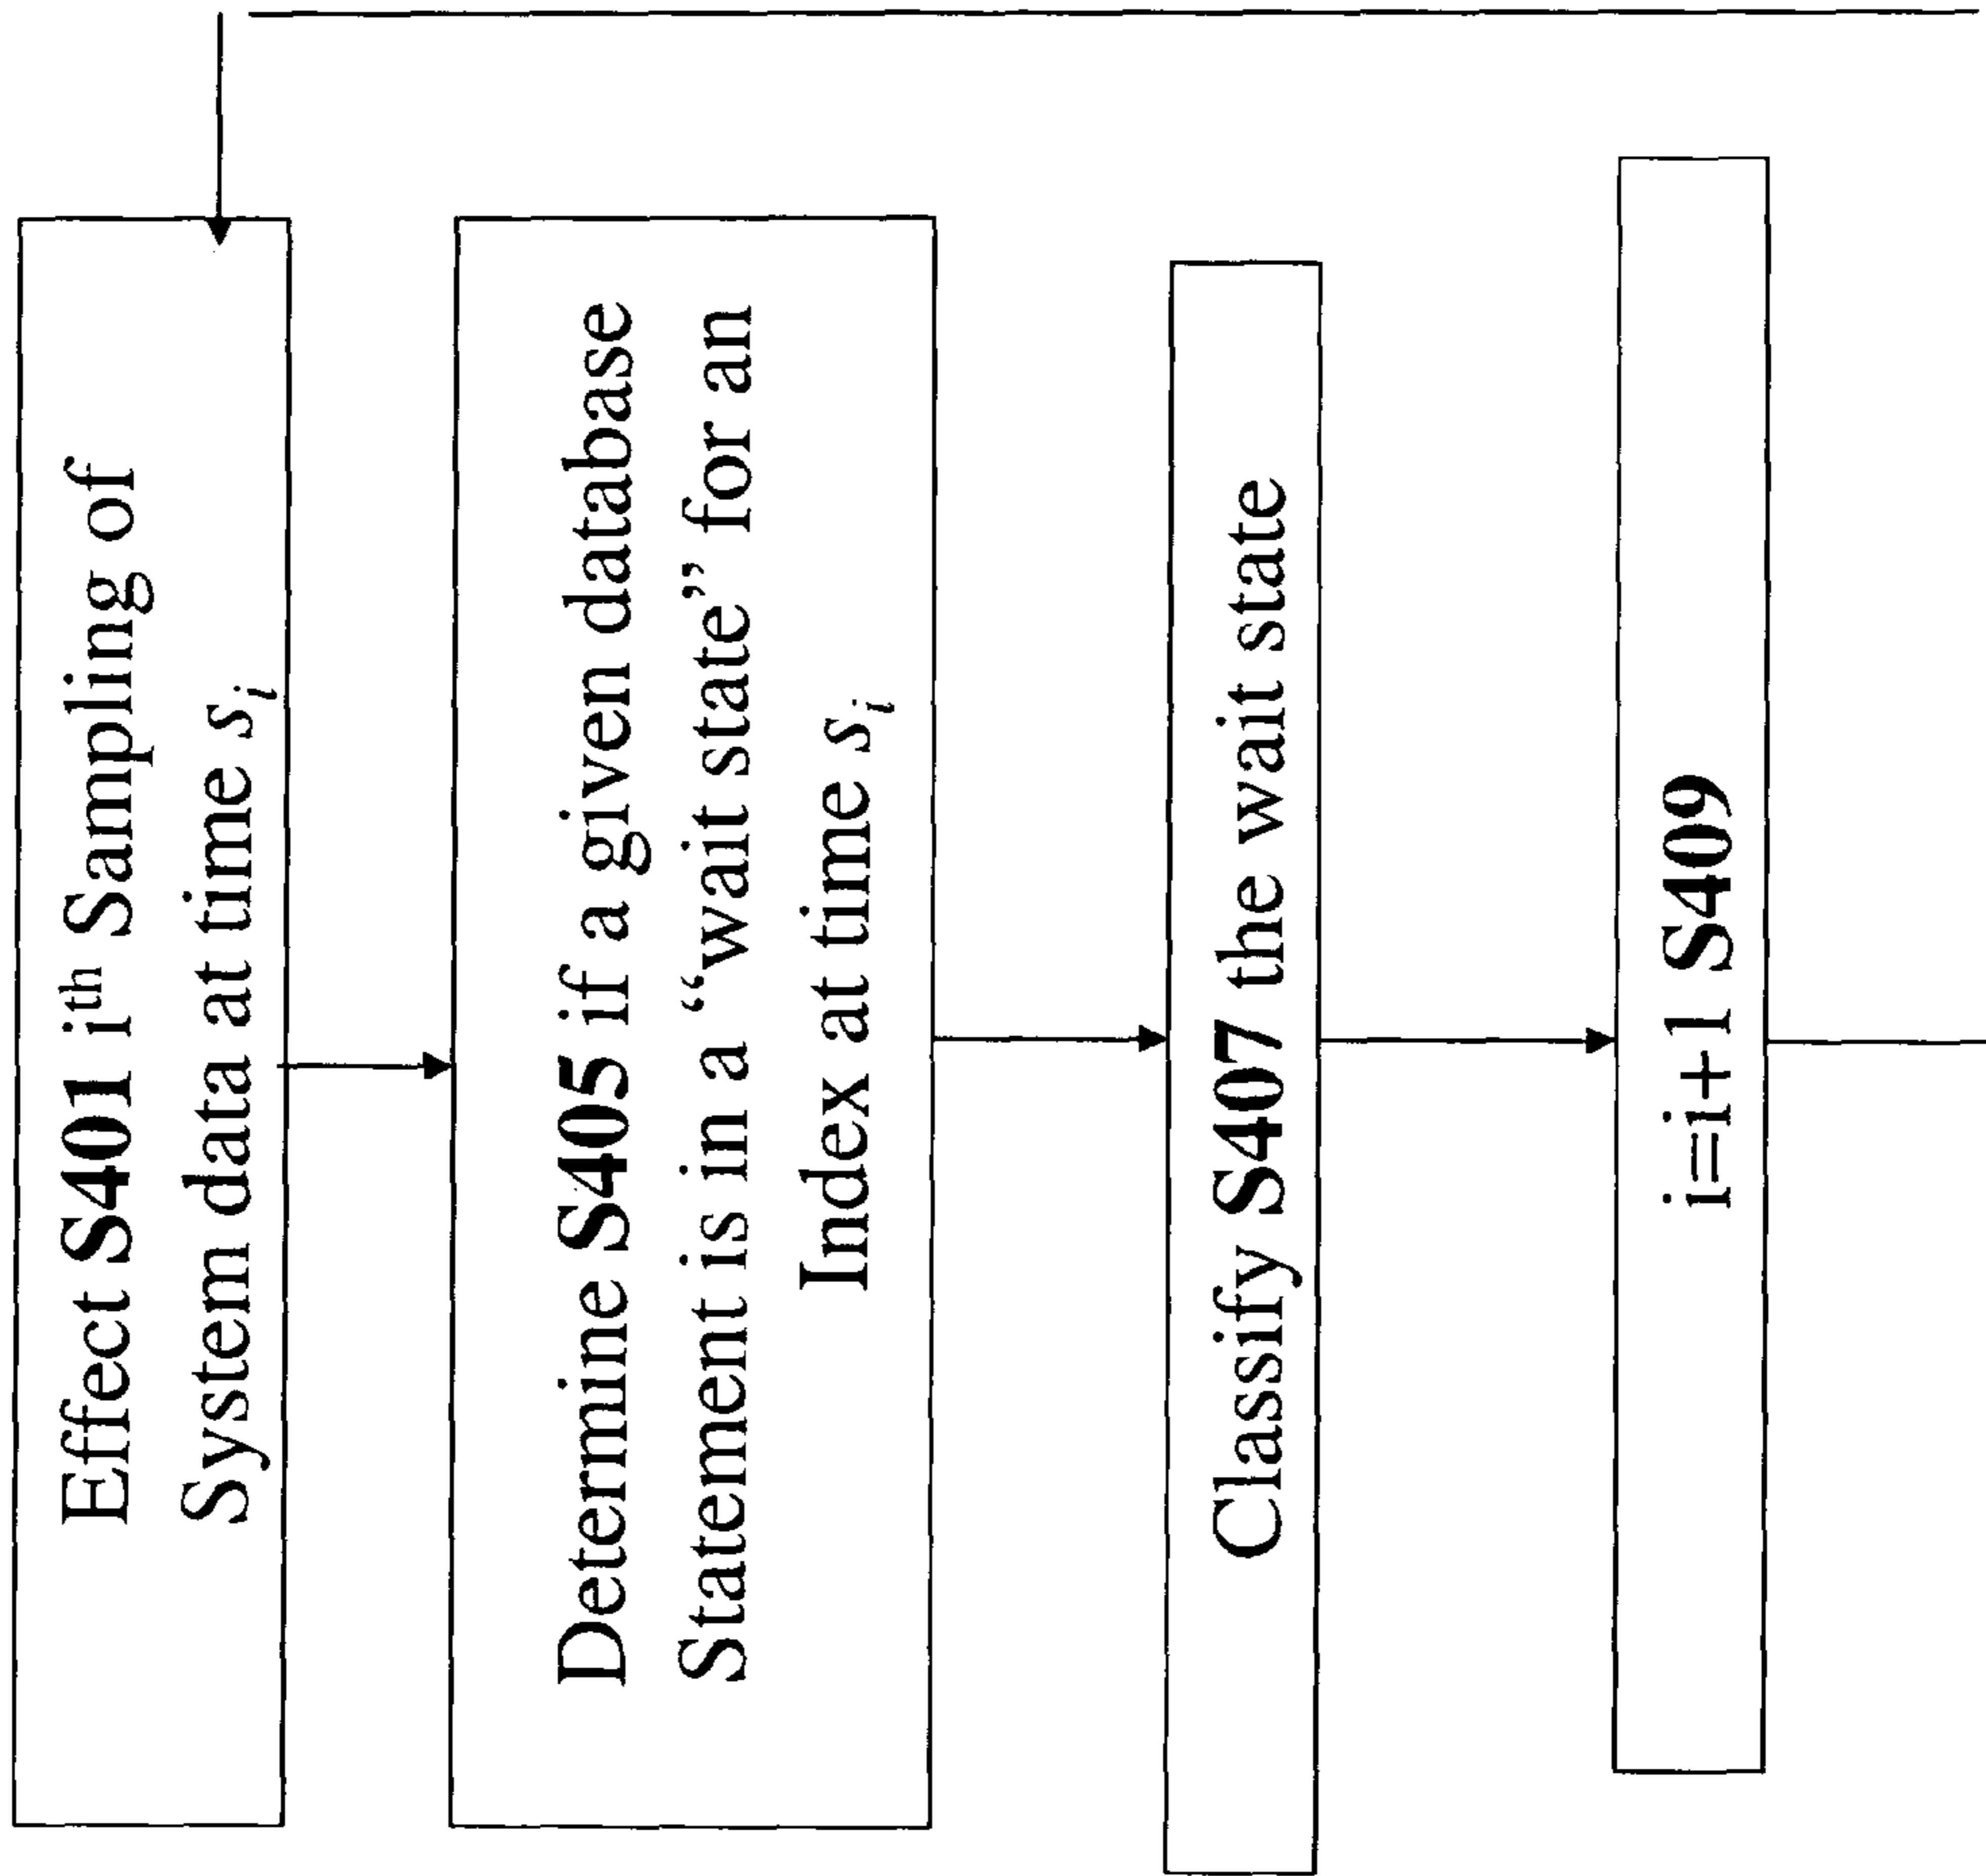 Effect S401 iᵗʰ Sampling of
System data at time sᵢ
Determine S405 if a given database
Statement is in a “wait state” for an
Index at time sᵢ
Classify S407 the wait state
i=i+1 S409